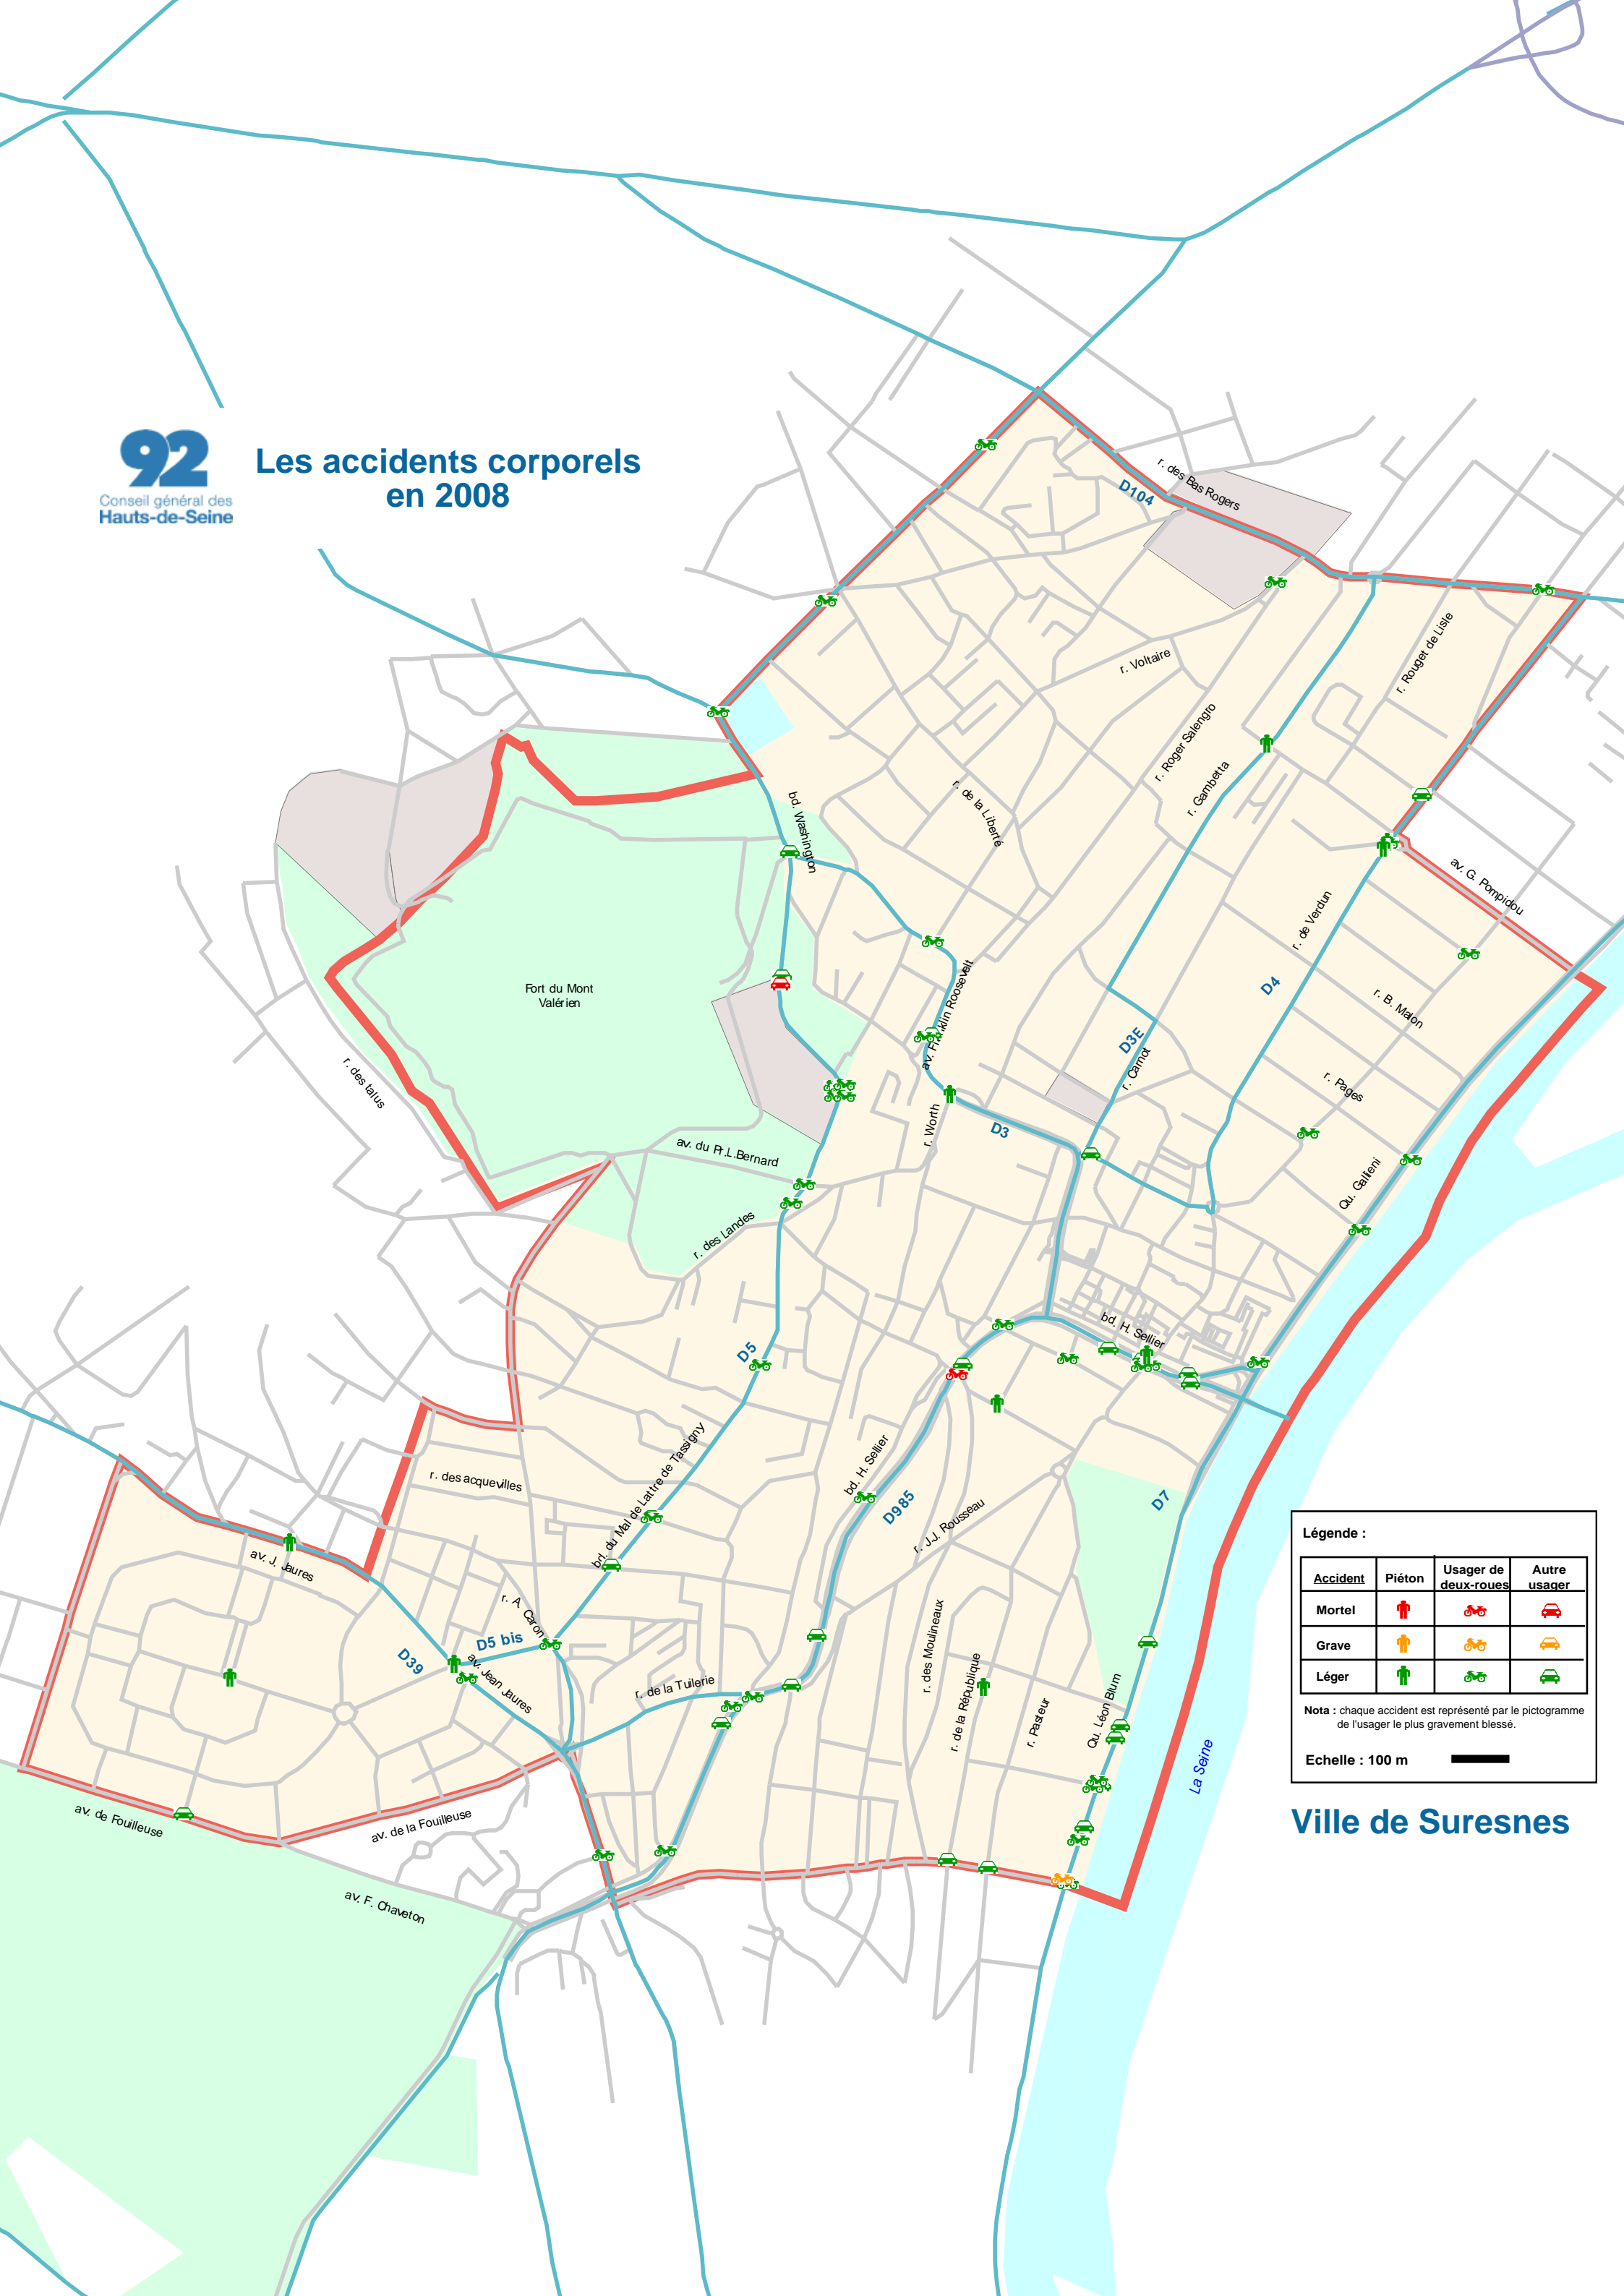 92
Conseil général des
Hauts-de-Seine
Les accidents corporels
en 2008
r. des Bas Rogers
D104
r. Rouget de Lisle
r. Voltaire
r. Roger Salengro
r. Gambetta
r. de la Liberté
bd. Washington
av. G. Pompidou
r. de Verdun
D4
r. B. Malon
Fort du Mont
Valérien
av. Franklin Roosevelt
D3E
r. Carnot
r. Pages
r. des talus
r. Worth
D3
av. du Pr.L.Bernard
Qu. Gallieni
r. des Landes
bd. H. Sellier
D5
bd. du Mal de Lattre de Tassigny
r. des acquevilles
bd. H. Sellier
D985
D7
r. J.J. Rousseau
av. J. Jaures
r. A. Caron
D5 bis
D39
av. Jean Jaures
r. de la Tuilerie
r. des Moulineaux
r. de la République
r. Pasteur
Qu. Léon Blum
La Seine
av. de Fouilleuse
av. de la Fouilleuse
av. F. Chaveton
Légende :
Accident Piéton Usager de deux-roues Autre usager
Mortel
Grave
Léger
Nota : chaque accident est représenté par le pictogramme
de l'usager le plus gravement blessé.
Echelle : 100 m
Ville de Suresnes